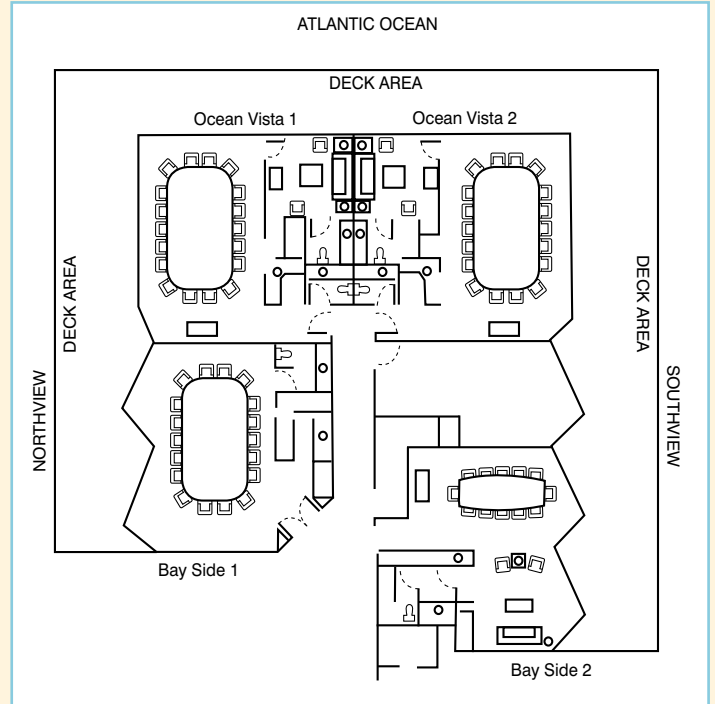 ATLANTIC OCEAN
DECK AREA
Ocean Vista 1
Ocean Vista 2
DECK AREA
DECK AREA
NORTHVIEW
SOUTHVIEW
Bay Side 1
Bay Side 2